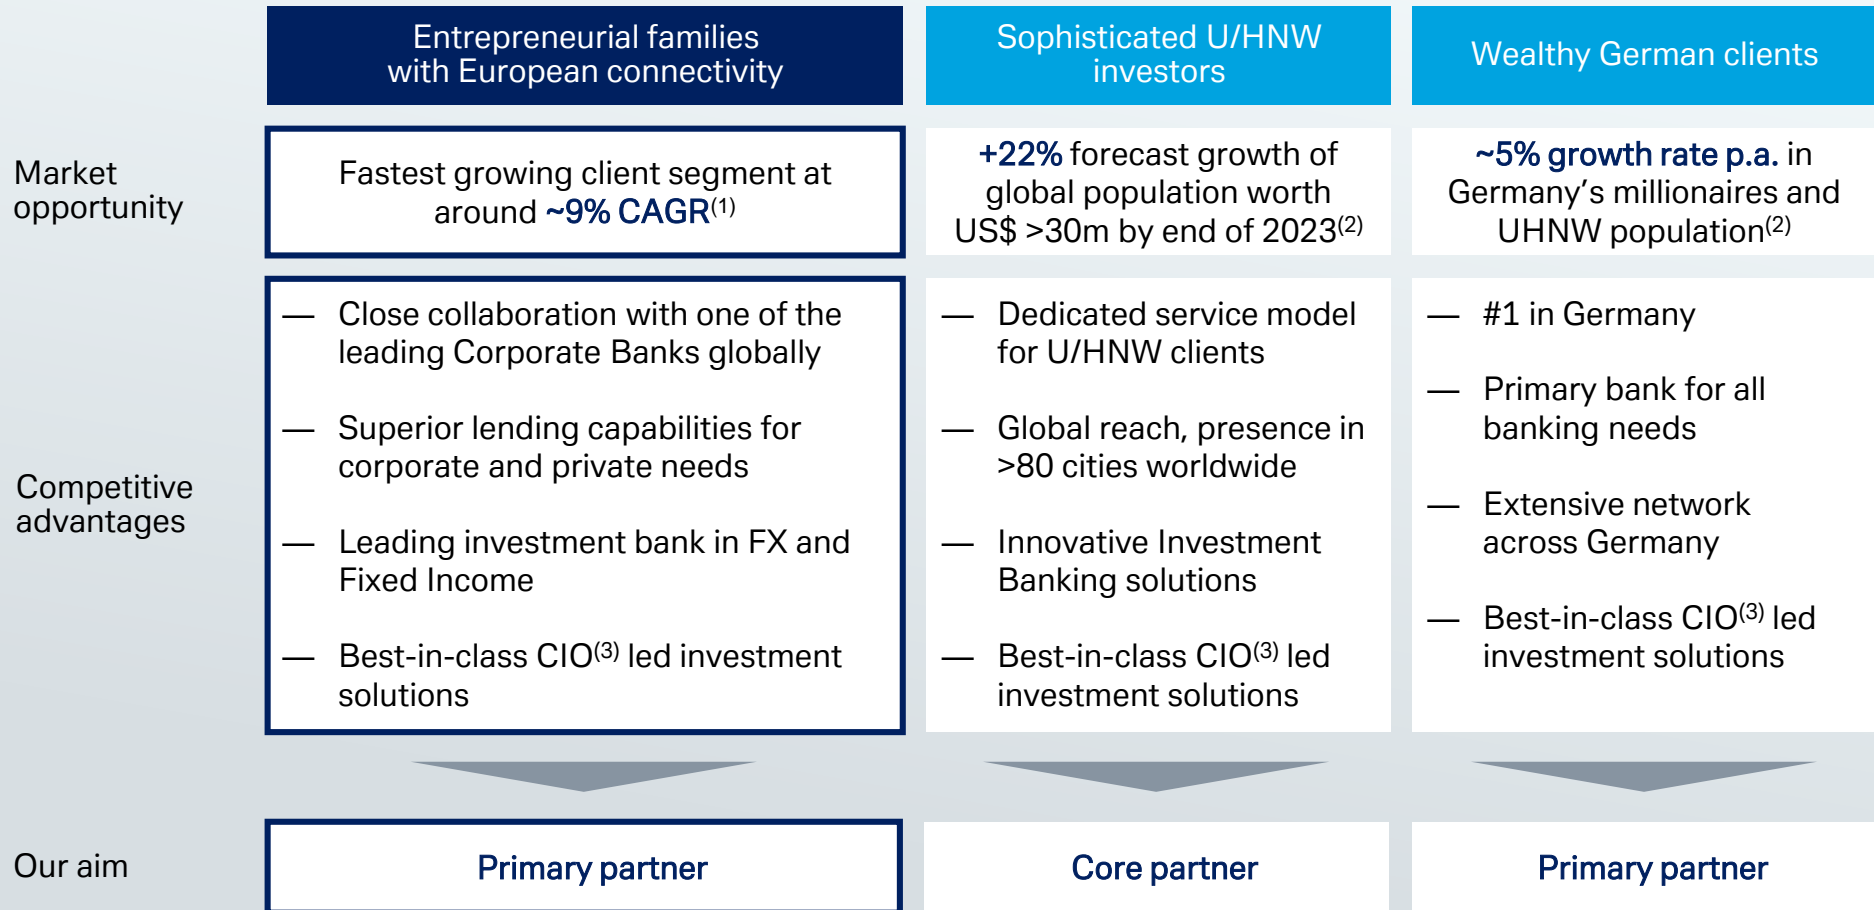 Entrepreneurial families
with European connectivity
Sophisticated U/HNW
investors
Wealthy German clients
Market
opportunity
Fastest growing client segment at
around ~9% CAGR(1)
+22% forecast growth of
global population worth
US$ >30m by end of 2023(2)
~5% growth rate p.a. in
Germany’s millionaires and
UHNW population(2)
Competitive
advantages
— Close collaboration with one of the
leading Corporate Banks globally
— Superior lending capabilities for
corporate and private needs
— Leading investment bank in FX and
Fixed Income
— Best-in-class CIO(3) led investment
solutions
— Dedicated service model
for U/HNW clients
— Global reach, presence in
>80 cities worldwide
— Innovative Investment
Banking solutions
— Best-in-class CIO(3) led
investment solutions
— #1 in Germany
— Primary bank for all
banking needs
— Extensive network
across Germany
— Best-in-class CIO(3) led
investment solutions
Our aim
Primary partner
Core partner
Primary partner